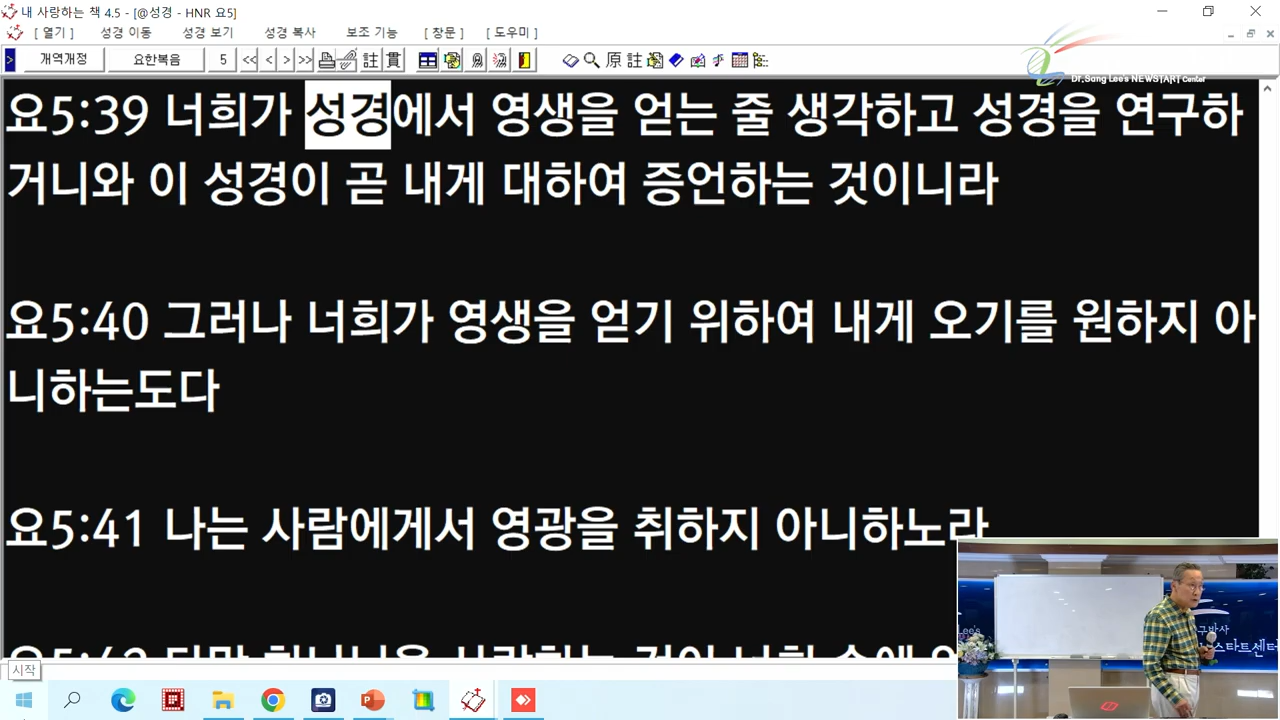 내 사랑하는 책 4.5 - [@성경 - HNR 요5]
[ 열기 ] 성경 이동 성경 보기 성경 복사 보조 기능 [ 창문 ] [ 도우미 ]
개역개정 요한복음 5 << < > >> 註 貫 原 註
Dr.Sang Lee's NEWSTART Center
요5:39 너희가 성경에서 영생을 얻는 줄 생각하고 성경을 연구하
거니와 이 성경이 곧 내게 대하여 증언하는 것이니라
요5:40 그러나 너희가 영생을 얻기 위하여 내게 오기를 원하지 아
니하는도다
요5:41 나는 사람에게서 영광을 취하지 아니하노라
Lee's
구박사
스타트센터
시작